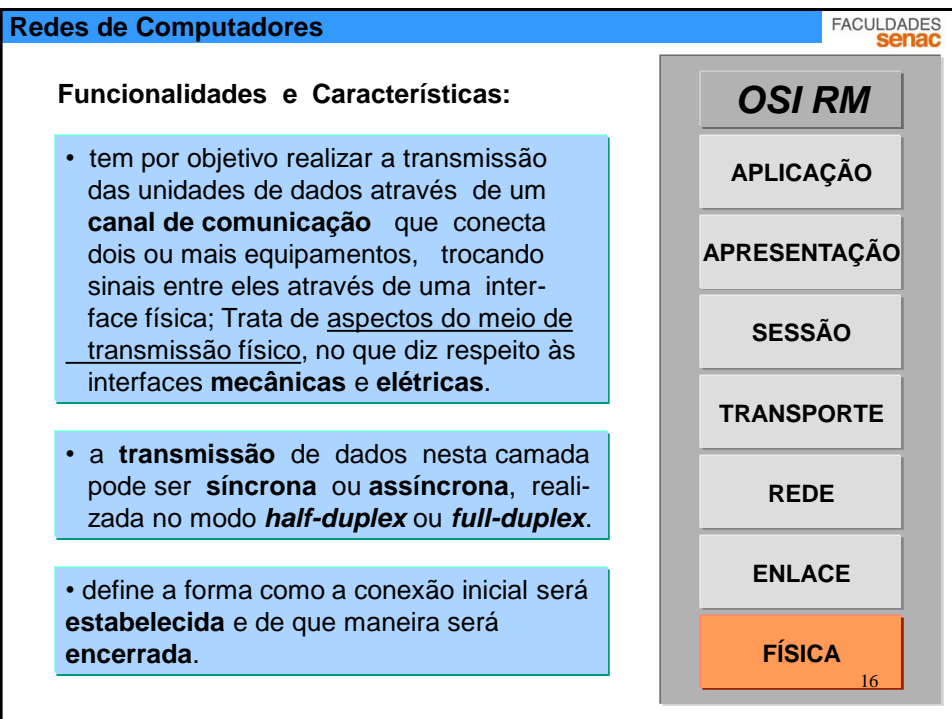 Redes de Computadores
FACULDADES
senac
Funcionalidades e Características:
• tem por objetivo realizar a transmissão
das unidades de dados através de um
canal de comunicação que conecta
dois ou mais equipamentos, trocando
sinais entre eles através de uma inter-
face física; Trata de aspectos do meio de
transmissão físico, no que diz respeito às
interfaces mecânicas e elétricas.
• a transmissão de dados nesta camada
pode ser síncrona ou assíncrona, reali-
zada no modo half-duplex ou full-duplex.
• define a forma como a conexão inicial será
estabelecida e de que maneira será
encerrada.
OSI RM
APLICAÇÃO
APRESENTAÇÃO
SESSÃO
TRANSPORTE
REDE
ENLACE
FÍSICA
16